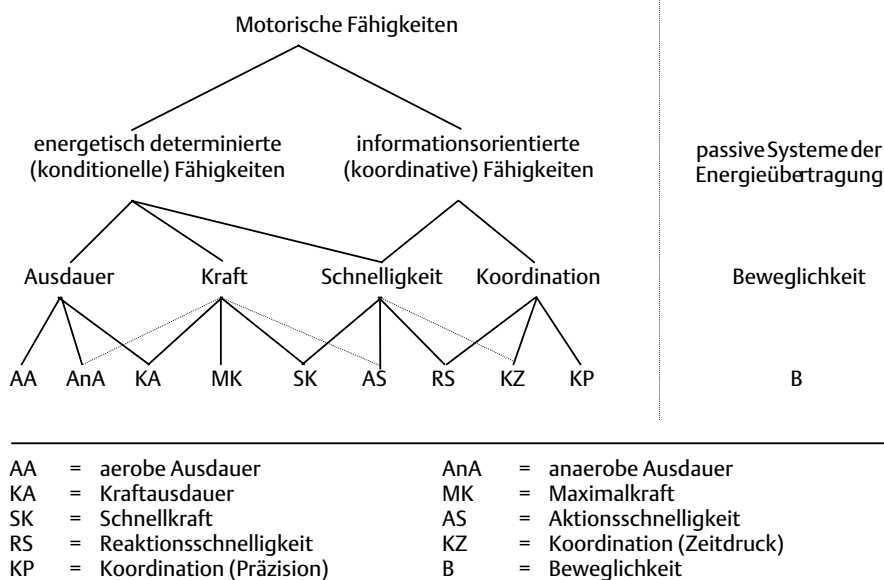 Motorische Fähigkeiten
energetisch determinierte
(konditionelle) Fähigkeiten
informationsorientierte
(koordinative) Fähigkeiten
passive Systeme der
Energieübertragung
Ausdauer Kraft Schnelligkeit Koordination Beweglichkeit
AA AnA KA MK SK AS RS KZ KP B
AA = aerobe Ausdauer AnA = anaerobe Ausdauer
KA = Kraftausdauer MK = Maximalkraft
SK = Schnellkraft AS = Aktionsschnelligkeit
RS = Reaktionsschnelligkeit KZ = Koordination (Zeitdruck)
KP = Koordination (Präzision) B = Beweglichkeit